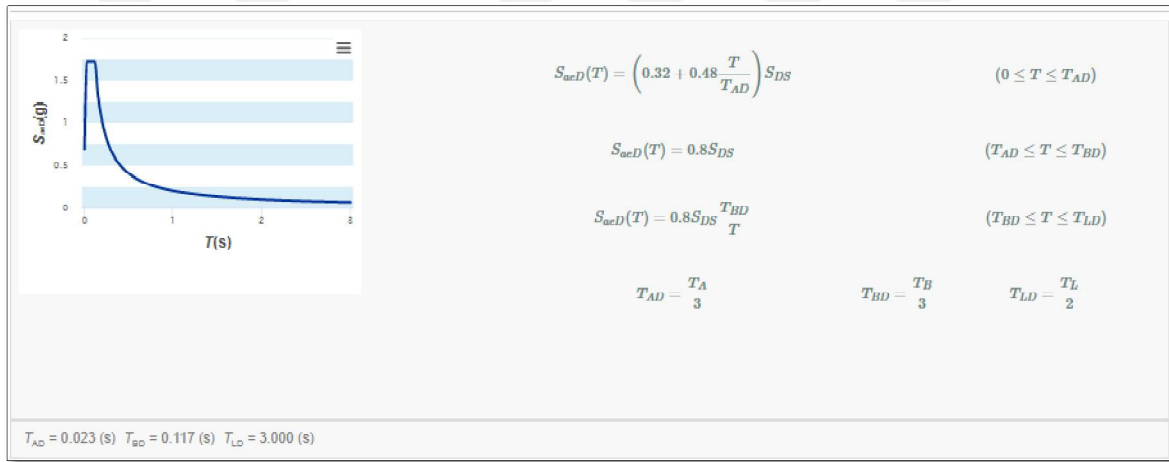 2
1.5
1
0.5
0
S_aeD(g)
0 1 2 3
T(s)
S_aeD(T) = (0.32 + 0.48 T/T_AD) S_DS (0 ≤ T ≤ T_AD)
S_aeD(T) = 0.8S_DS (T_AD ≤ T ≤ T_BD)
S_aeD(T) = 0.8S_DS T_BD/T (T_BD ≤ T ≤ T_LD)
T_AD = T_A/3 T_BD = T_B/3 T_LD = T_L/2
T_AD = 0.023 (s) T_BD = 0.117 (s) T_LD = 3.000 (s)